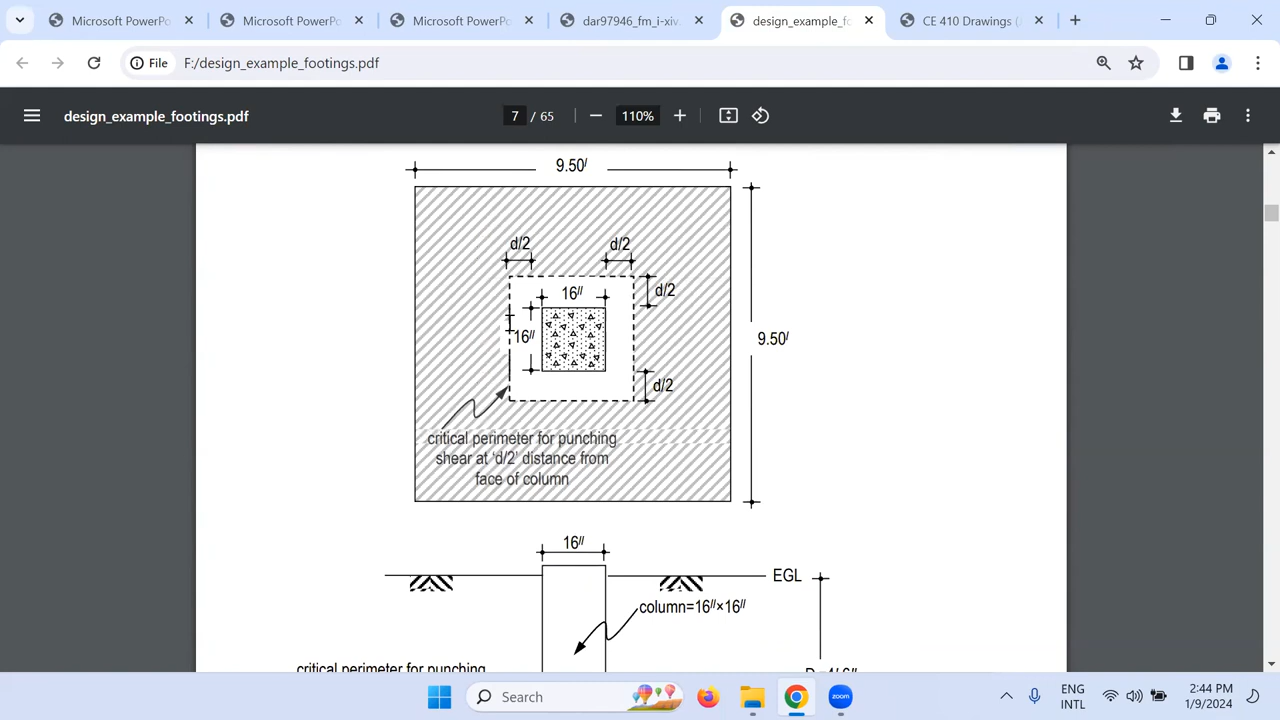 Microsoft PowerPo
Microsoft PowerPo
Microsoft PowerPo
dar97946_fm_i-xiv.
design_example_fo
CE 410 Drawings (
File
F:/design_example_footings.pdf
design_example_footings.pdf
7 / 65
110%
9.50′
d/2
d/2
16″
d/2
16″
9.50′
d/2
critical perimeter for punching
shear at ‘d/2’ distance from
face of column
16″
EGL
column=16″×16″
critical perimeter for punching
Search
zoom
ENG
INTL
2:44 PM
1/9/2024